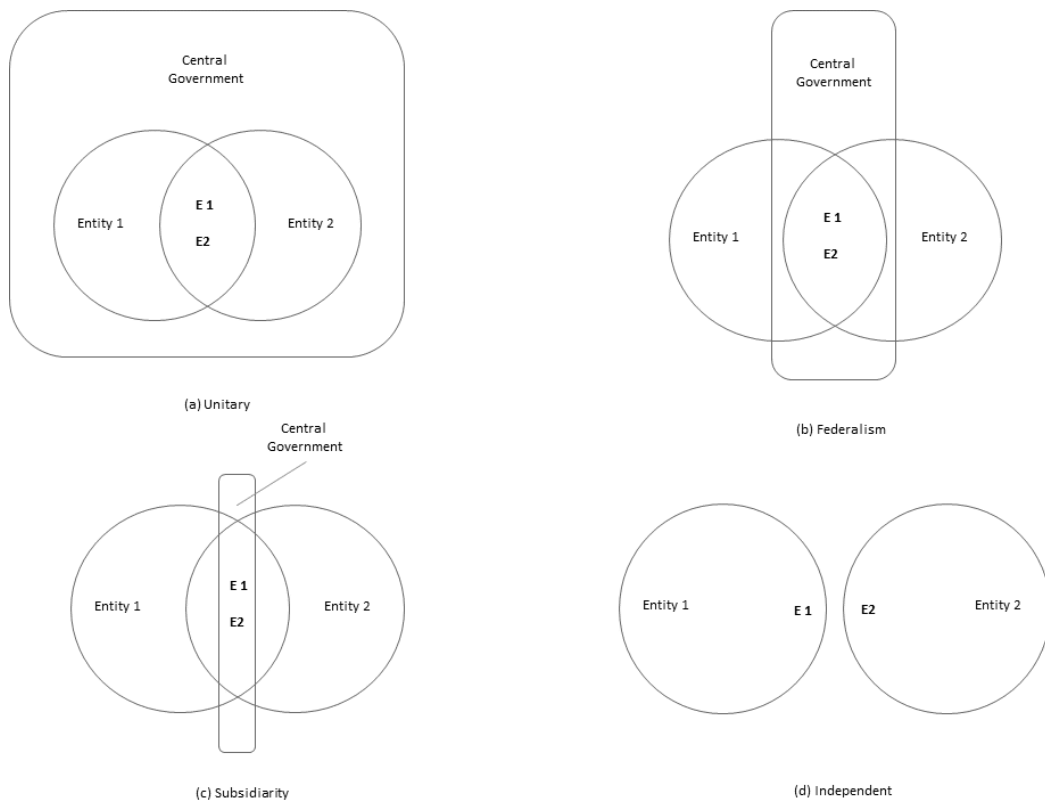 Central
Government
Entity 1
E 1
E2
Entity 2
(a) Unitary
Central
Government
Entity 1
E 1
E2
Entity 2
(b) Federalism
Central
Government
Entity 1
E 1
E2
Entity 2
(c) Subsidiarity
Entity 1
E 1
E2
Entity 2
(d) Independent